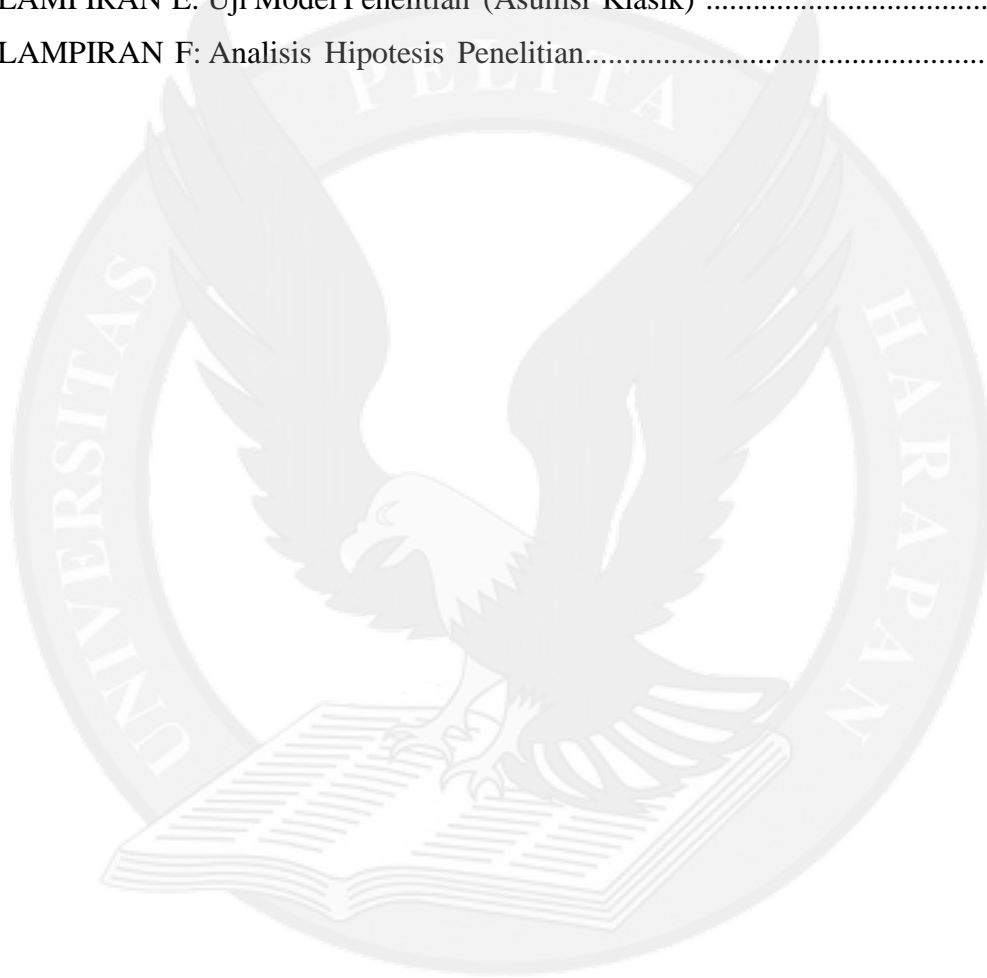 LAMPIRAN E: Uji Model Penelitian (Asumsi Klasik) ....................................
LAMPIRAN F: Analisis Hipotesis Penelitian...................................................
UNIVERSITAS PELITA HARAPAN